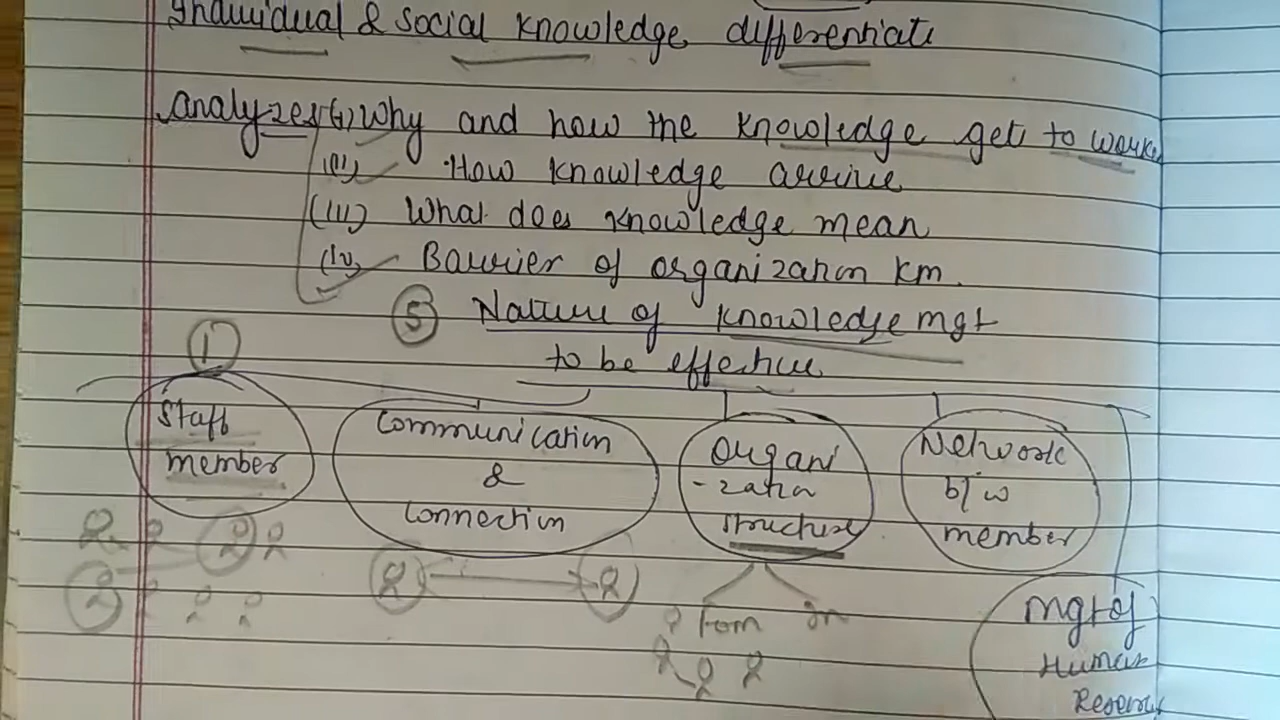 Individual & social knowledge differentiate
Analyzes (i) Why and how the knowledge gets to work
(ii) How knowledge arrive
(iii) What does knowledge mean
(iv) Barrier of organization KM.
5 Nature of knowledge mgt
to be effective
1
Staff
member
Communication
&
Connection
Organi
-zation
structure
Network
b/w
member
form In
mgt of
Human